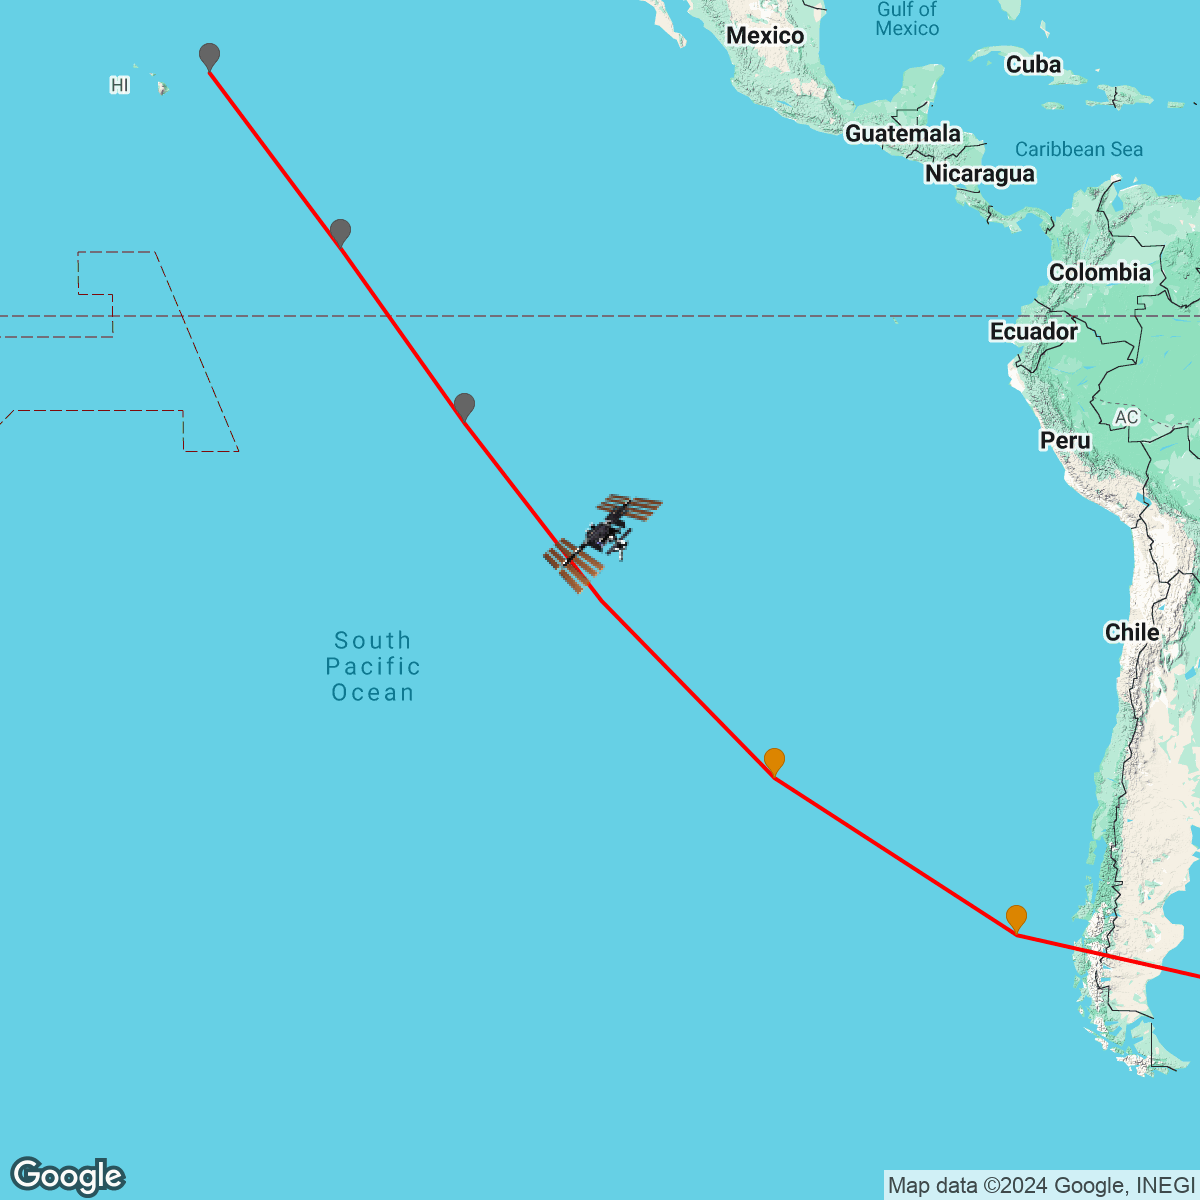 Gulf of
Mexico
Mexico
Cuba
HI
Guatemala
Caribbean Sea
Nicaragua
Colombia
Ecuador
AC
Peru
Chile
South
Pacific
Ocean
Google
Map data ©2024 Google, INEGI